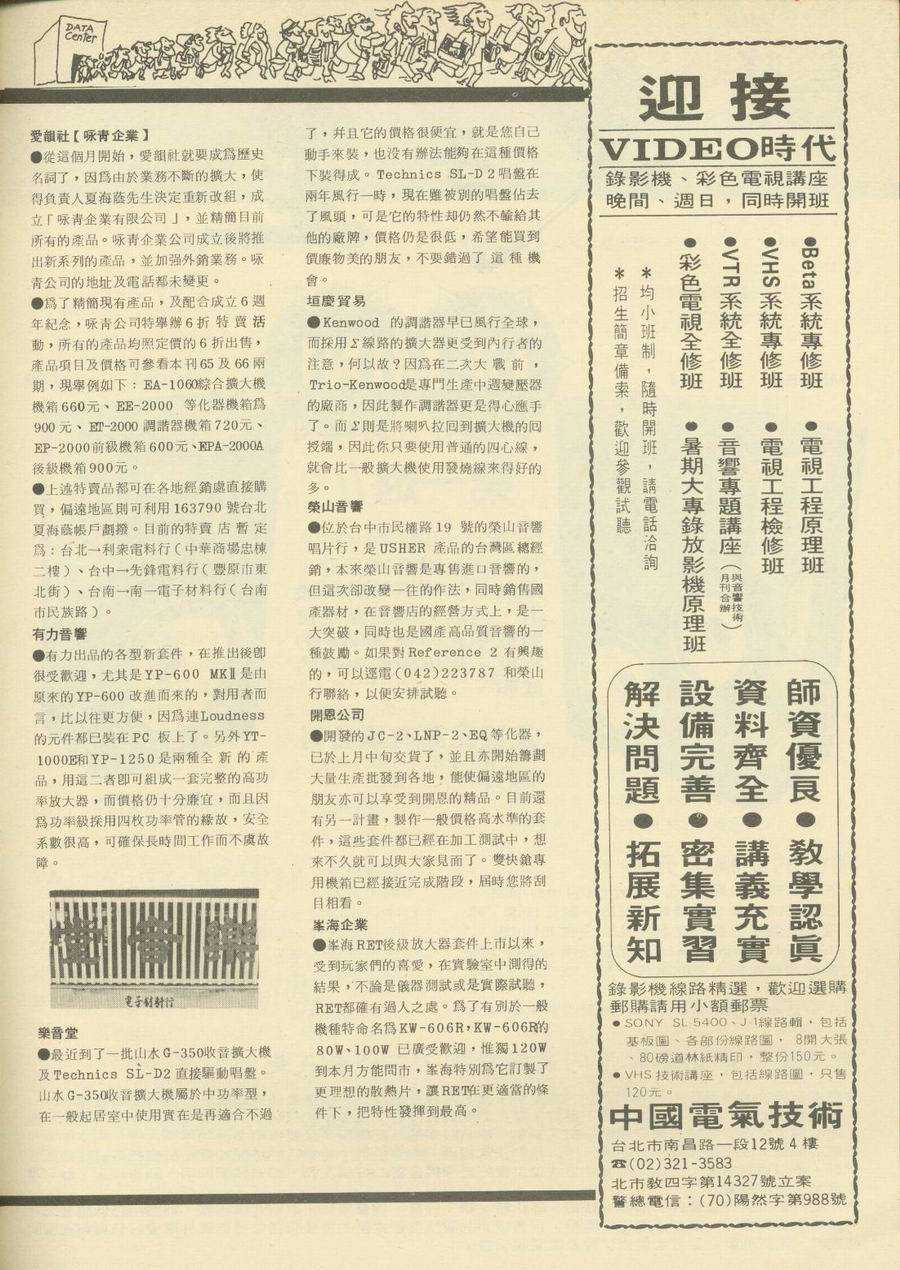 DATA
Center
愛韻社【咏青企業】
●從這個月開始，愛韻社就要成爲歷史
名詞了，因爲由於業務不斷的擴大，使
得負責人夏海蓺先生決定重新改組，成
立「咏青企業有限公司」，並精簡目前
所有的產品。咏青企業公司成立後將推
出新系列的產品，並加强外銷業務。咏
青公司的地址及電話都未變更。
●爲了精簡現有產品，及配合成立6週
年紀念，咏青公司特舉辦6折特賣活
動，所有的產品均照定價的6折出售，
產品項目及價格可參看本刊65及66兩
期，現舉例如下：EA-1060綜合擴大機
機箱660元、EE-2000 等化器機箱爲
900元、ET-2000調諧器機箱720元、
EP-2000前級機箱600元、EPA-2000A
後級機箱900元。
●上述特賣品都可在各地經銷處直接購
買，偏遠地區則可利用163790號台北
夏海蓺帳戶劃撥。目前的特賣店暫定
爲：台北→利衆電料行（中華商場忠棟
二樓）、台中→先鋒電料行（豐原市東
北街）、台南→南一電子材料行（台南
市民族路）。
有力音響
●有力出品的各型新套件，在推出後卽
很受歡迎，尤其是YP-600 MKⅡ是由
原來的YP-600改進而來的，對用者而
言，比以往更方便，因爲連Loudness
的元件都已裝在PC 板上了。另外YT-
1000E和YP-1250是兩種全新的產
品，用這二者卽可組成一套完整的高功
率放大器，而價格仍十分廉宜，而且因
爲功率級採用四枚功率管的緣故，安全
系數很高，可確保長時間工作而不虞故
障。
電子材料行
樂音堂
●最近到了一批山水G-350收音擴大機
及Technics SL-D2直接驅動唱盤。
山水G-350收音擴大機屬於中功率型，
在一般起居室中使用實在是再適合不過
了，幷且它的價格很便宜，就是您自己
動手來裝，也没有辦法能夠在這種價格
下裝得成。Technics SL-D2唱盤在
兩年風行一時，現在雖被別的唱盤佔去
了風頭，可是它的特性却仍然不輸給其
他的廠牌，價格仍是很低，希望能買到
價廉物美的朋友，不要錯過了這種機
會。
垣慶貿易
●Kenwood 的調諧器早已風行全球，
而採用Σ線路的擴大器更受到內行者的
注意，何以故？因爲在二次大戰前，
Trio-Kenwood是專門生產中週變壓器
的廠商，因此製作調諧器更是得心應手
了。而Σ則是將喇叭拉囘到擴大機的囘
授端，因此你只要使用普通的四心線，
就會比一般擴大機使用發燒線來得好的
多。
榮山音響
●位於台中市民權路19 號的榮山音響
唱片行，是USHER 產品的台灣區總經
銷，本來榮山音響是專售進口音響的，
但這次卻改變一往的作法，同時銷售國
產器材，在音響店的經營方式上，是一
大突破，同時也是國產高品質音響的一
種鼓勵。如果對Reference 2 有興趣
的，可以逕電(042)223787 和榮山
行聯絡，以便安排試聽。
開恩公司
●開發的JC-2、LNP-2、EQ等化器，
已於上月中旬交貨了，並且亦開始籌劃
大量生產批發到各地，能使偏遠地區的
朋友亦可以享受到開恩的精品。目前還
有另一計畫，製作一般價格高水準的套
件，這些套件都已經在加工測試中，想
來不久就可以與大家見面了。雙快鎗專
用機箱已經接近完成階段，屆時您將刮
目相看。
峯海企業
●峯海RET後級放大器套件上市以來，
受到玩家們的喜愛，在實驗室中測得的
結果，不論是儀器測試或是實際試聽，
RET都確有過人之處。爲了有別於一般
機種特命名爲KW-606R，KW-606R的
80W、100W 已廣受歡迎，惟獨120W
到本月方能問市，峯海特別爲它訂製了
更理想的散熱片，讓RET在更適當的條
件下，把特性發揮到最高。
迎接
VIDEO時代
錄影機、彩色電視講座
晚間、週日，同時開班
●Beta系統專修班 ●電視工程原理班
●VHS系統專修班 ●電視工程檢修班
●VTR系統全修班 ●音響專題講座（與音響技術月刊合辦）
●彩色電視全修班 ●暑期大專錄放影機原理班
＊均小班制，隨時開班，請電話洽詢
＊招生簡章備索，歡迎參觀試聽
師資優良●教學認眞
資料齊全●講義充實
設備完善●密集實習
解決問題●拓展新知
錄影機線路精選，歡迎選購
郵購請用小額郵票
●SONY SL 5400、J-1線路輯，包括
基板圖、各部份線路圖， 8開大張
、80磅道林紙精印，整份150元。
●VHS技術講座，包括線路圖，只售
120元。
中國電氣技術
台北市南昌路一段12號4樓
☎(02)321-3583
北市敎四字第14327號立案
警總電信：(70)陽然字第988號